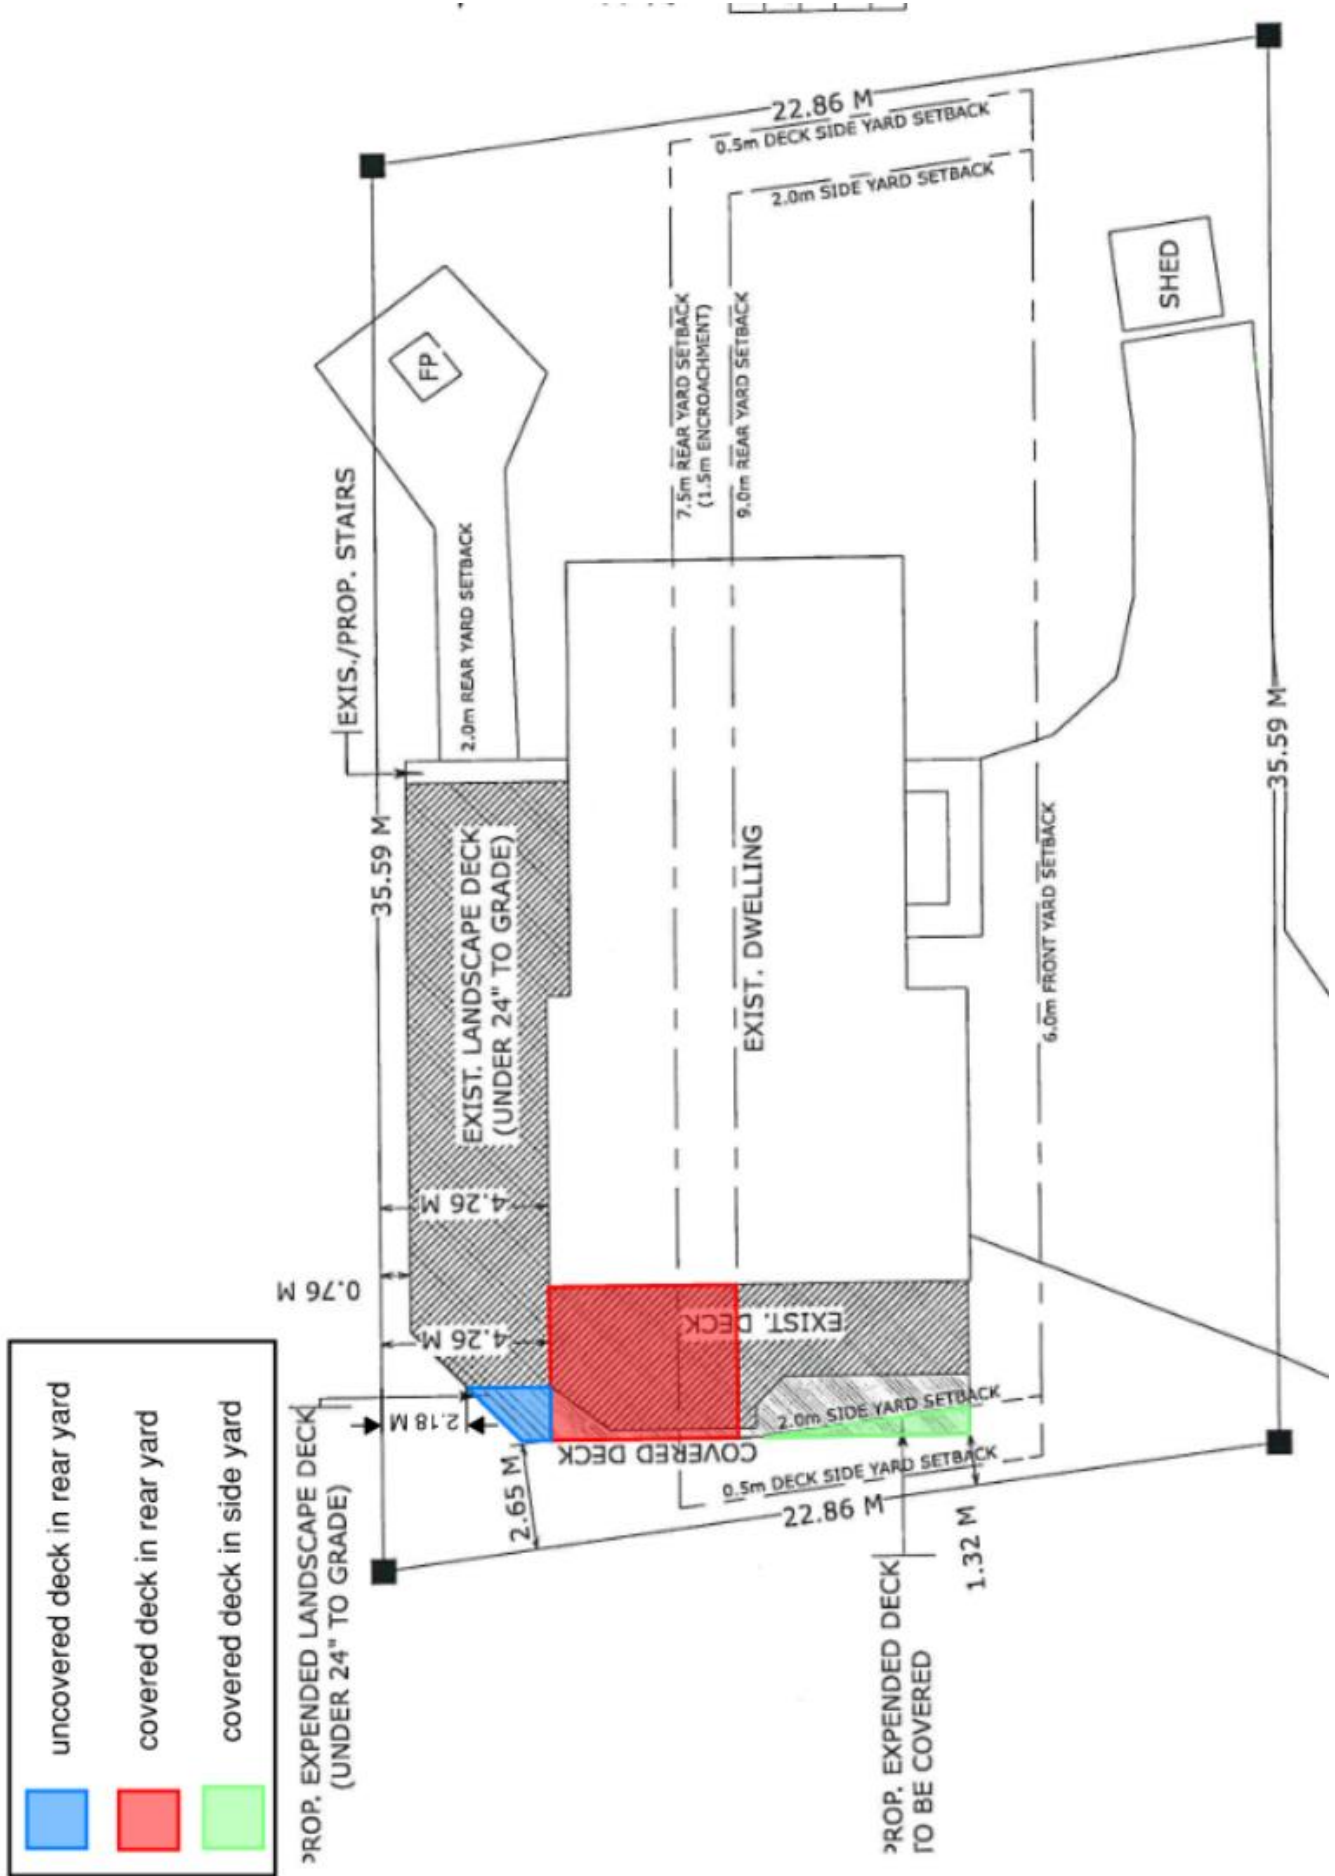 uncovered deck in rear yard
covered deck in rear yard
covered deck in side yard
PROP. EXPENDED LANDSCAPE DECK
(UNDER 24" TO GRADE)
2.18 M
2.65 M
4.26 M
0.76 M
4.26 M
35.59 M
EXIST. LANDSCAPE DECK
(UNDER 24" TO GRADE)
EXIS./PROP. STAIRS
2.0m REAR YARD SETBACK
FP
22.86 M
0.5m DECK SIDE YARD SETBACK
2.0m SIDE YARD SETBACK
7.5m REAR YARD SETBACK
(1.5m ENCROACHMENT)
9.0m REAR YARD SETBACK
SHED
EXIST. DWELLING
EXIST. DECK
COVERED DECK
2.0m SIDE YARD SETBACK
0.5m DECK SIDE YARD SETBACK
22.86 M
1.32 M
PROP. EXPENDED DECK
TO BE COVERED
6.0m FRONT YARD SETBACK
35.59 M